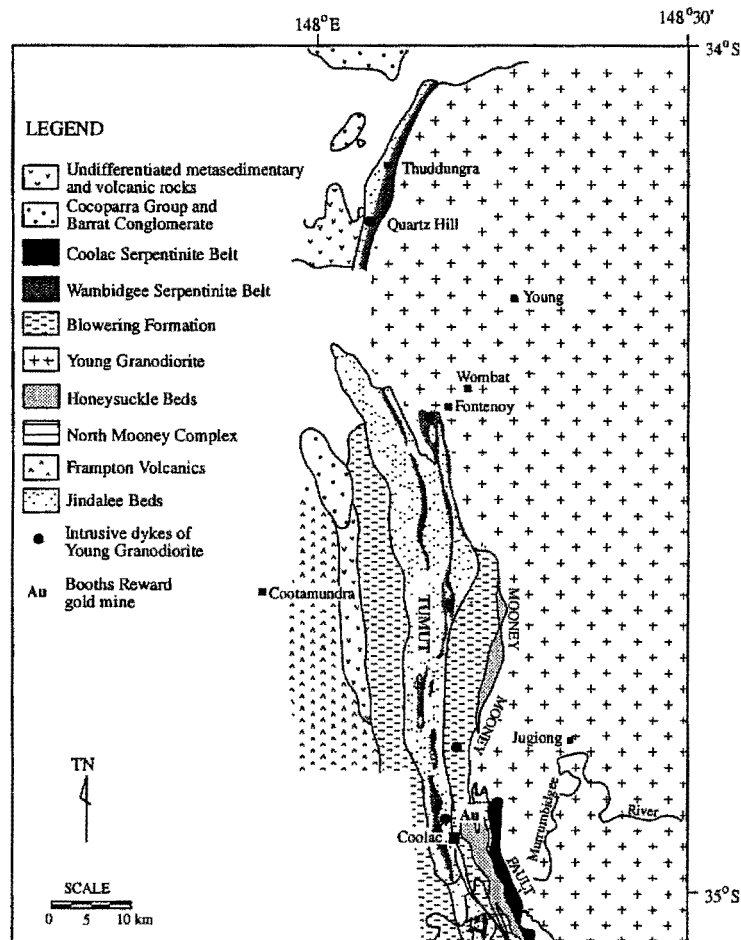 148°E
148°30'
34°S
LEGEND
Undifferentiated metasedimentary
and volcanic rocks
Cocoparra Group and
Barrat Conglomerate
Coolac Serpentinite Belt
Wambidgee Serpentinite Belt
Blowering Formation
Young Granodiorite
Honeysuckle Beds
North Mooney Complex
Frampton Volcanics
Jindalee Beds
Intrusive dykes of
Young Granodiorite
Au Booths Reward
gold mine
Thuddungra
Quartz Hill
Young
Wombat
Fontenoy
Cootamundra
TUMUT
MOONEY
MOONEY
Jugiong
Murrumbidgee
River
Au
Coolac
FAULT
TN
SCALE
0 5 10 km
35°S